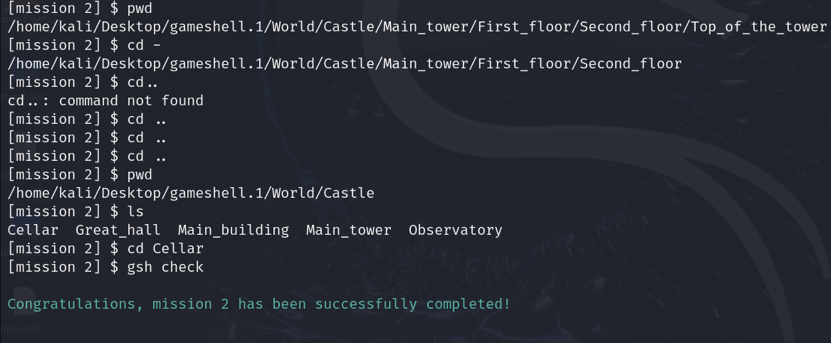 [mission 2] $ pwd
/home/kali/Desktop/gameshell.1/World/Castle/Main_tower/First_floor/Second_floor/Top_of_the_tower
[mission 2] $ cd -
/home/kali/Desktop/gameshell.1/World/Castle/Main_tower/First_floor/Second_floor
[mission 2] $ cd..
cd..: command not found
[mission 2] $ cd ..
[mission 2] $ cd ..
[mission 2] $ cd ..
[mission 2] $ pwd
/home/kali/Desktop/gameshell.1/World/Castle
[mission 2] $ ls
Cellar  Great_hall  Main_building  Main_tower  Observatory
[mission 2] $ cd Cellar
[mission 2] $ gsh check
Congratulations, mission 2 has been successfully completed!